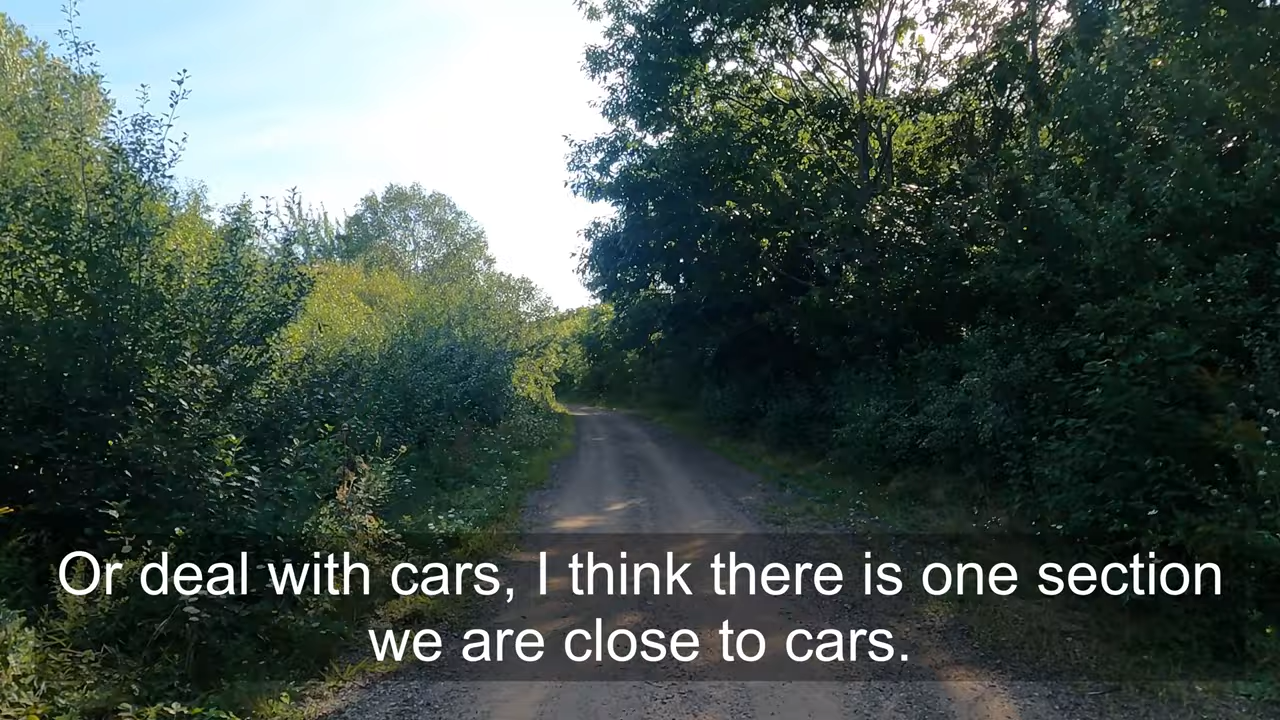 Or deal with cars, I think there is one section
we are close to cars.